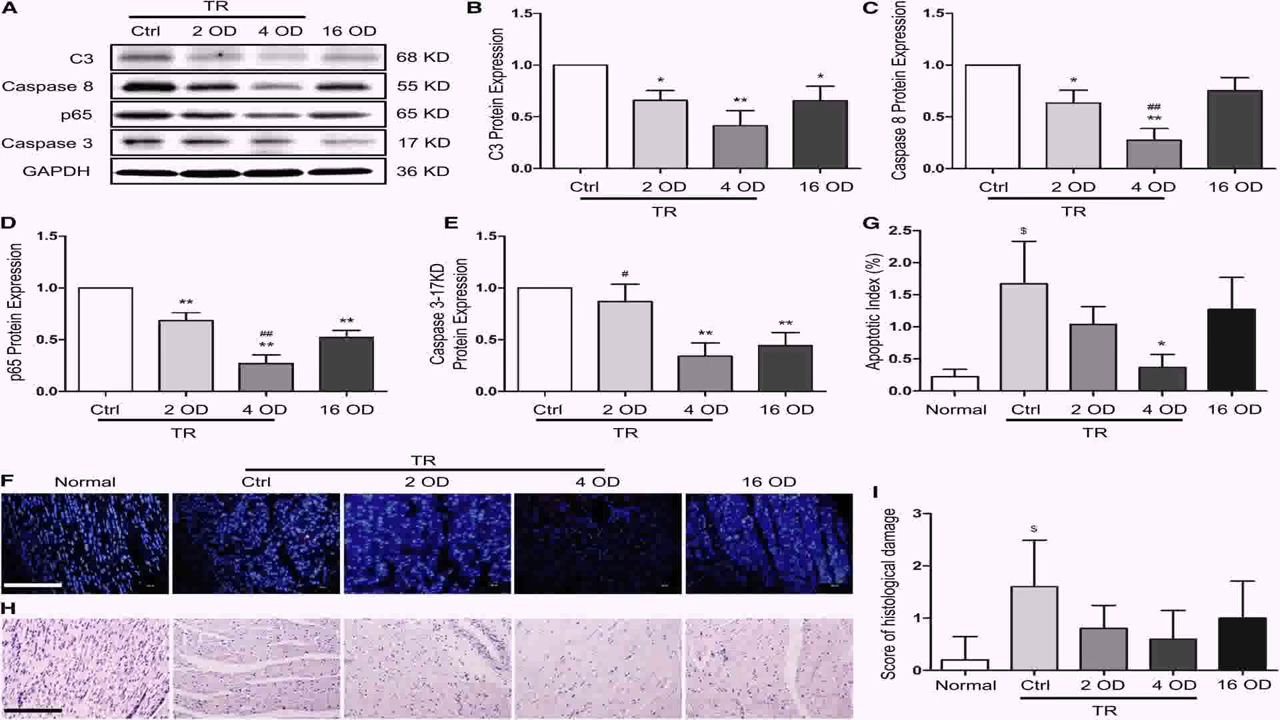 A
TR
Ctrl 2 OD 4 OD 16 OD
C3 68 KD
Caspase 8 55 KD
p65 65 KD
Caspase 3 17 KD
GAPDH 36 KD
B
C3 Protein Expression
1.5
1.0
0.5
0.0
* ** *
Ctrl 2 OD 4 OD 16 OD
TR
C
Caspase 8 Protein Expression
1.5
1.0
0.5
0.0
*
##
**
Ctrl 2 OD 4 OD 16 OD
TR
D
p65 Protein Expression
1.5
1.0
0.5
0.0
**
##
**
**
Ctrl 2 OD 4 OD 16 OD
TR
E
Caspase 3-17KD
Protein Expression
1.5
1.0
0.5
0.0
#
**
**
Ctrl 2 OD 4 OD 16 OD
TR
G
Apoptotic Index (%)
2.5
2.0
1.5
1.0
0.5
0.0
$
*
Normal Ctrl 2 OD 4 OD 16 OD
TR
F
TR
Normal Ctrl 2 OD 4 OD 16 OD
H
I
Score of histological damage
3
2
1
0
$
Normal Ctrl 2 OD 4 OD 16 OD
TR